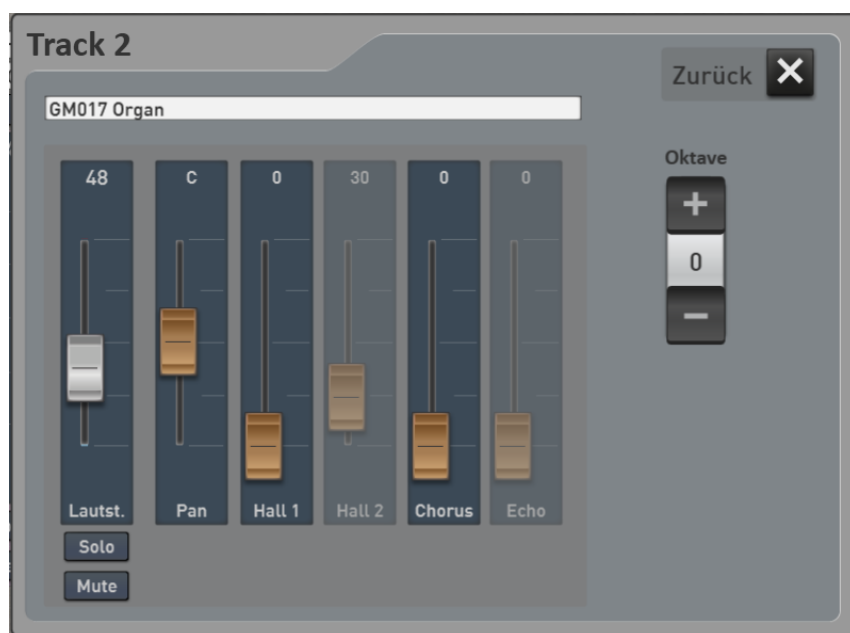 Track 2
Zurück
GM017 Organ
Oktave
48 C 0 30 0 0
+
0
−
Lautst. Pan Hall 1 Hall 2 Chorus Echo
Solo
Mute